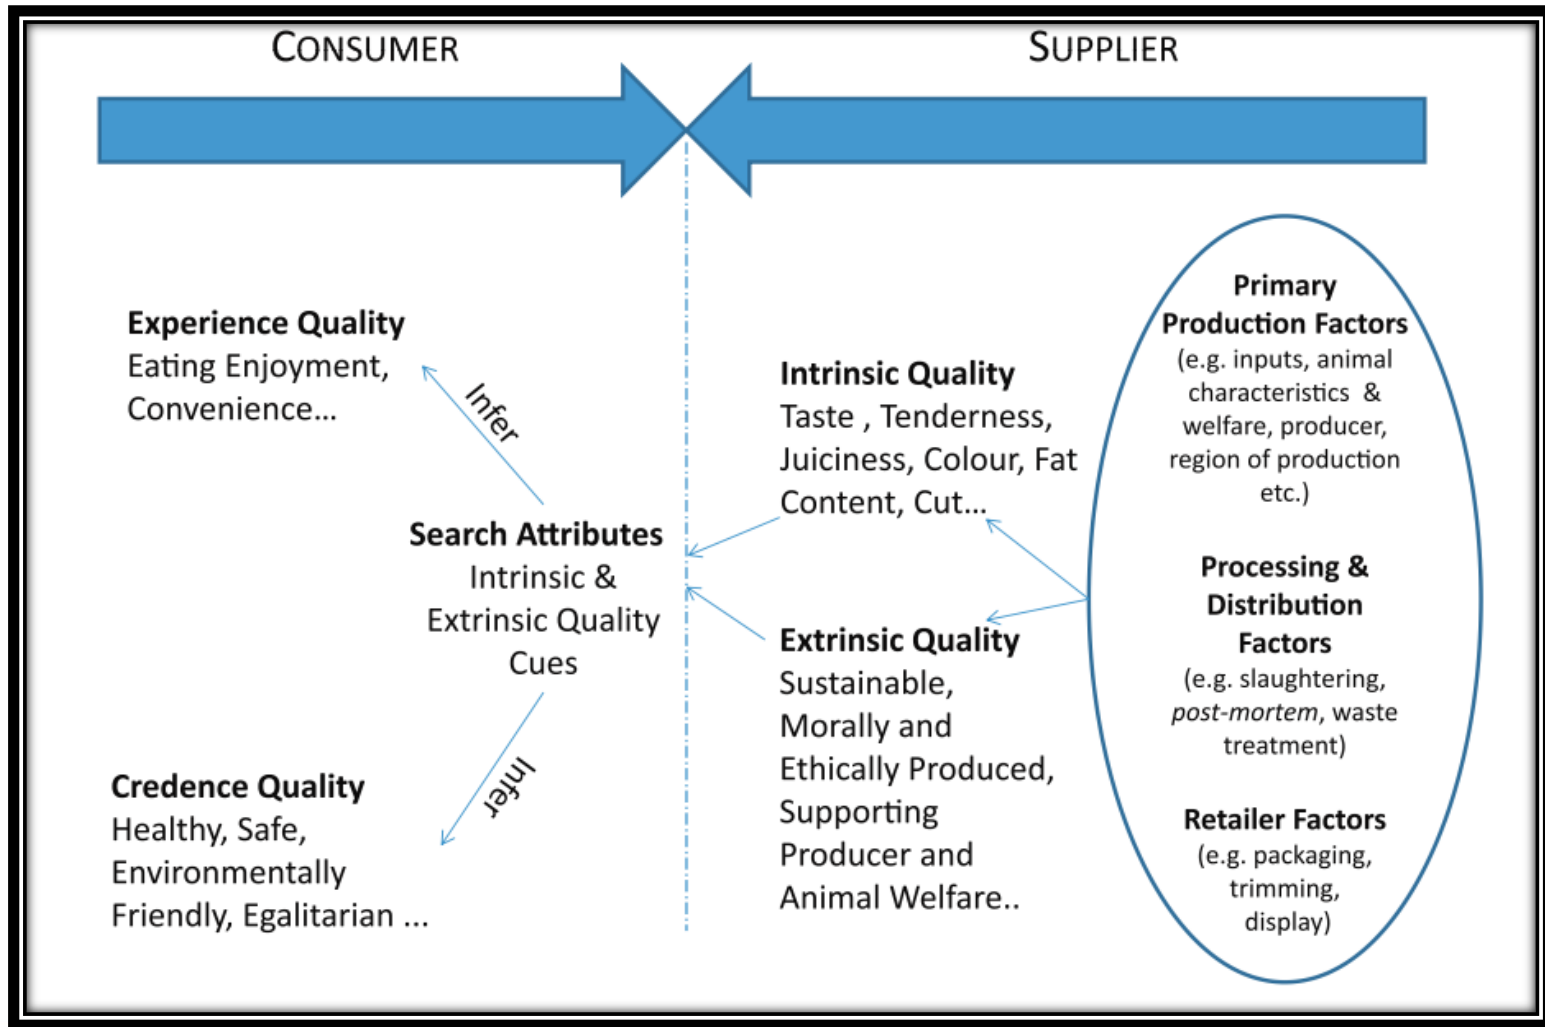 CONSUMER
SUPPLIER
Experience Quality
Eating Enjoyment,
Convenience...
Infer
Search Attributes
Intrinsic &
Extrinsic Quality
Cues
Infer
Credence Quality
Healthy, Safe,
Environmentally
Friendly, Egalitarian ...
Intrinsic Quality
Taste , Tenderness,
Juiciness, Colour, Fat
Content, Cut...
Extrinsic Quality
Sustainable,
Morally and
Ethically Produced,
Supporting
Producer and
Animal Welfare..
Primary
Production Factors
(e.g. inputs, animal
characteristics &
welfare, producer,
region of production
etc.)
Processing &
Distribution
Factors
(e.g. slaughtering,
post-mortem, waste
treatment)
Retailer Factors
(e.g. packaging,
trimming,
display)